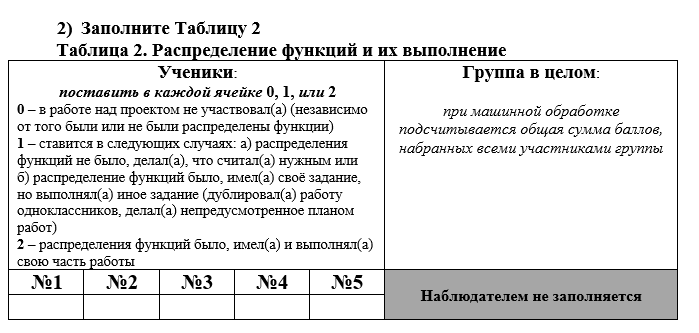 2) Заполните Таблицу 2
Таблица 2. Распределение функций и их выполнение
Ученики:
поставить в каждой ячейке 0, 1, или 2
0 – в работе над проектом не участвовал(а) (независимо
от того были или не были распределены функции)
1 – ставится в следующих случаях: а) распределения
функций не было, делал(а), что считал(а) нужным или
б) распределение функций было, имел(а) своё задание,
но выполнял(а) иное задание (дублировал(а) работу
одноклассников, делал(а) непредусмотренное планом
работ)
2 – распределения функций было, имел(а) и выполнял(а)
свою часть работы
Группа в целом:
при машинной обработке
подсчитывается общая сумма баллов,
набранных всеми участниками группы
№1 №2 №3 №4 №5
Наблюдателем не заполняется